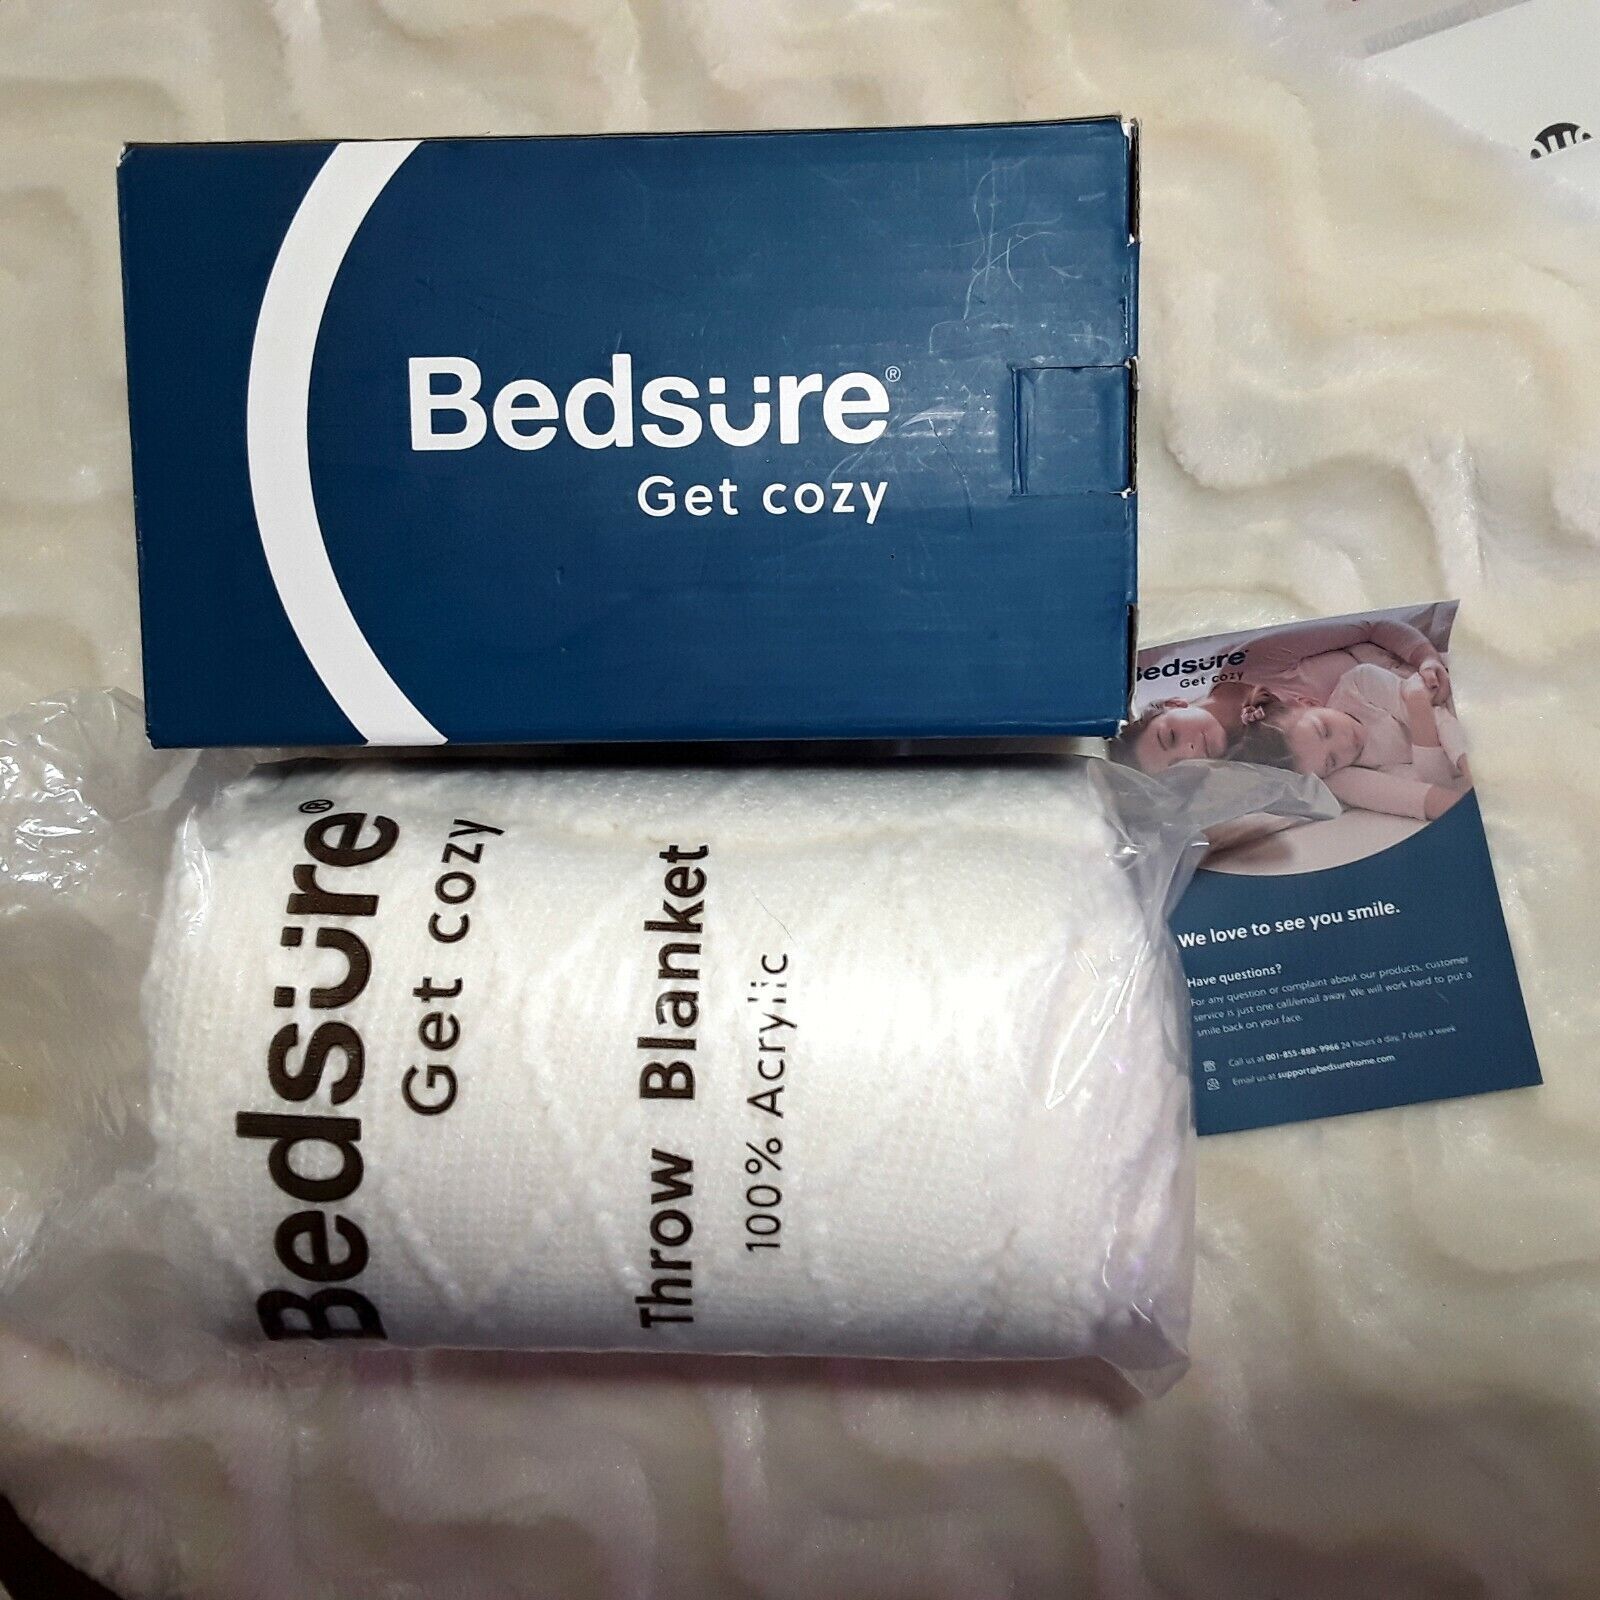 Bedsüre®
Get cozy
Bedsüre®
Get cozy
Throw Blanket
100% Acrylic
Bedsüre
Get cozy
We love to see you smile.
Have questions?
For any question or complaint about our products, customer
service is just one call/email away. We will work hard to put a
smile back on your face.
Call us at 001-855-888-9966 24 hours a day, 7 days a week
Email us at support@bedsurehome.com